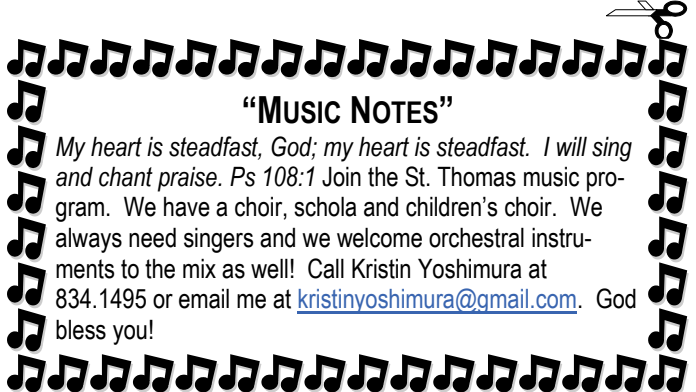 “MUSIC NOTES”
My heart is steadfast, God; my heart is steadfast.  I will sing
and chant praise. Ps 108:1 Join the St. Thomas music pro-
gram.  We have a choir, schola and children’s choir.  We
always need singers and we welcome orchestral instru-
ments to the mix as well!  Call Kristin Yoshimura at
834.1495 or email me at kristinyoshimura@gmail.com.  God
bless you!